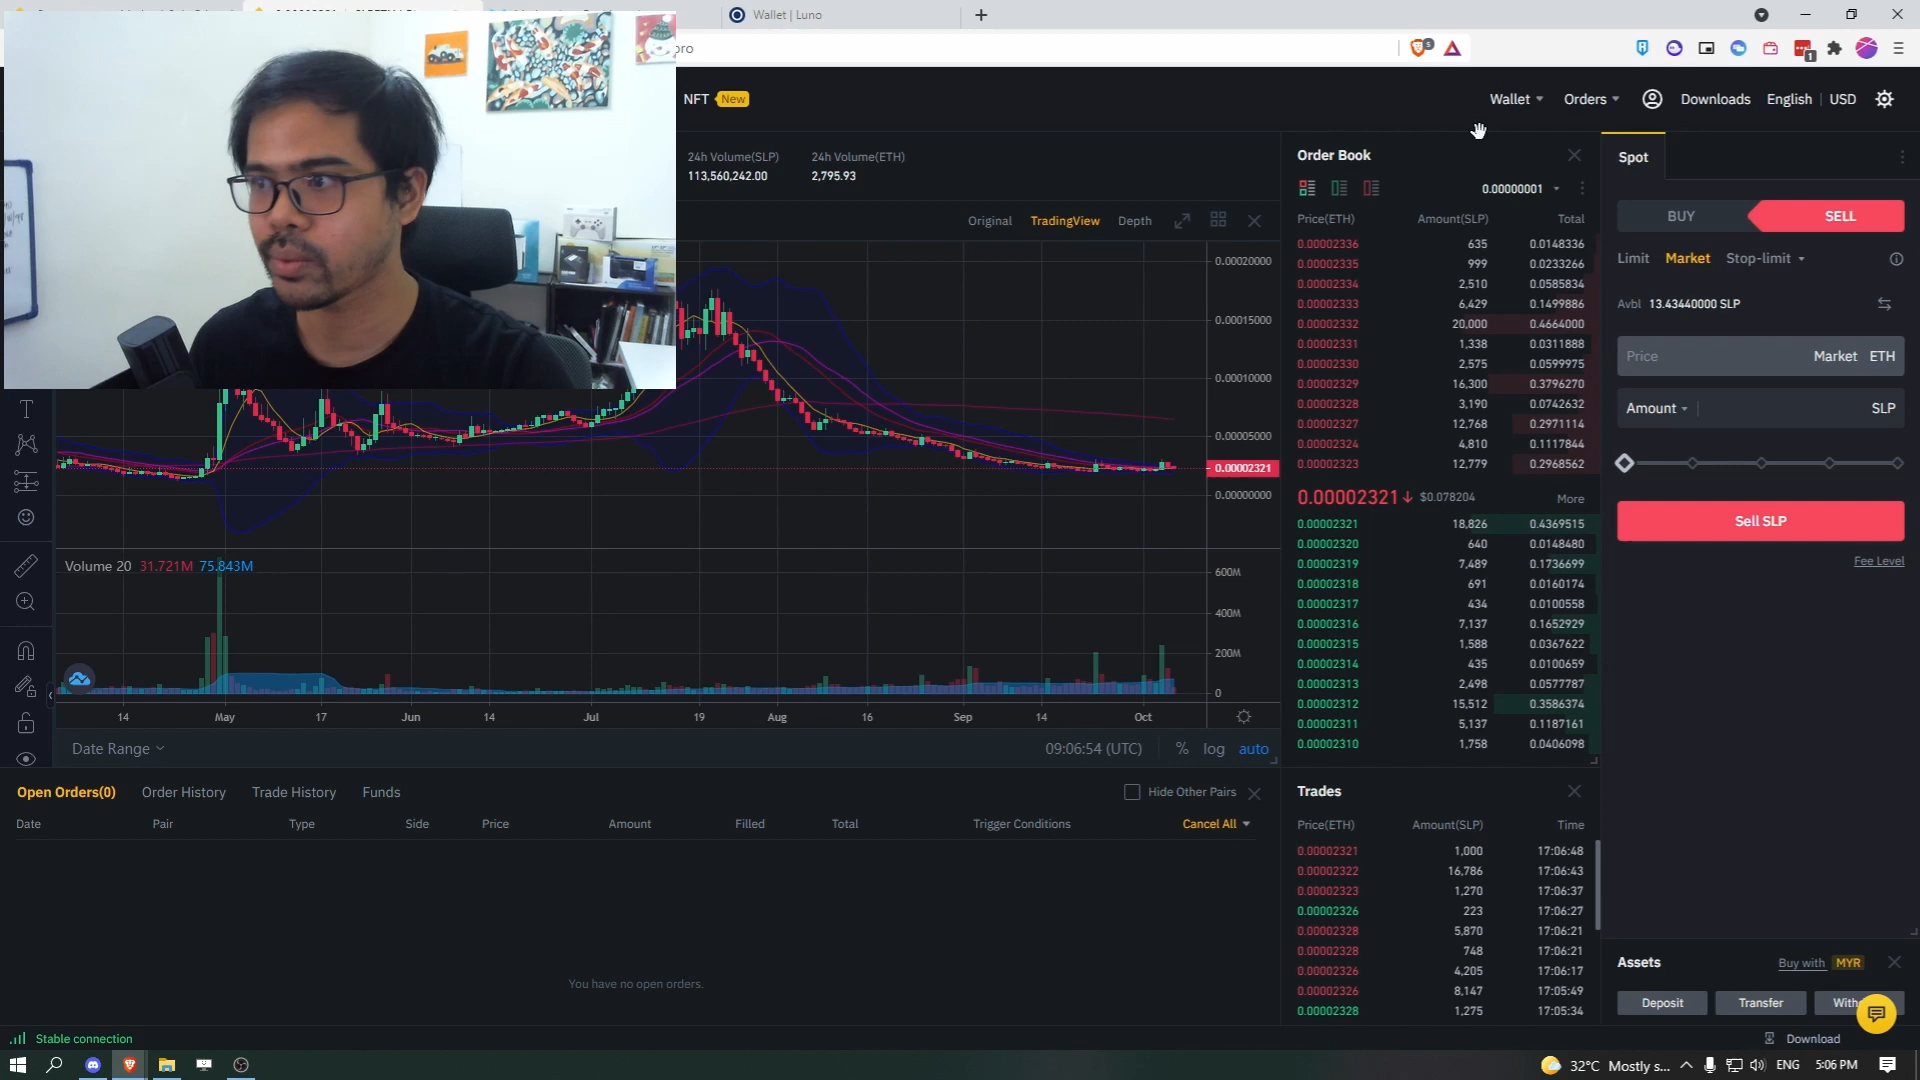 Wallet | Luno
pro
1
NFT New
Wallet Orders Downloads English USD
24h Volume(SLP) 24h Volume(ETH)
113,560,242.00 2,795.93
Original TradingView Depth
0.00020000
0.00015000
0.00010000
0.00005000
0.00002321
0.00000000
Volume 20 31.721M 75.843M
600M
400M
200M
0
14 May 17 Jun 14 Jul 19 Aug 16 Sep 14 Oct
Date Range
09:06:54 (UTC) % log auto
Order Book
0.00000001
Price(ETH) Amount(SLP) Total
0.00002336 635 0.0148336
0.00002335 999 0.0233266
0.00002334 2,510 0.0585834
0.00002333 6,429 0.1499886
0.00002332 20,000 0.4664000
0.00002331 1,338 0.0311888
0.00002330 2,575 0.0599975
0.00002329 16,300 0.3796270
0.00002328 3,190 0.0742632
0.00002327 12,768 0.2971114
0.00002324 4,810 0.1117844
0.00002323 12,779 0.2968562
0.00002321 $0.078204 More
0.00002321 18,826 0.4369515
0.00002320 640 0.0148480
0.00002319 7,489 0.1736699
0.00002318 691 0.0160174
0.00002317 434 0.0100558
0.00002316 7,137 0.1652929
0.00002315 1,588 0.0367622
0.00002314 435 0.0100659
0.00002313 2,498 0.0577787
0.00002312 15,512 0.3586374
0.00002311 5,137 0.1187161
0.00002310 1,758 0.0406098
Spot
BUY SELL
Limit Market Stop-limit
Avbl 13.43440000 SLP
Price Market ETH
Amount SLP
Sell SLP
Fee Level
Open Orders(0) Order History Trade History Funds
Hide Other Pairs
Date Pair Type Side Price Amount Filled Total Trigger Conditions Cancel All
You have no open orders.
Trades
Price(ETH) Amount(SLP) Time
0.00002321 1,000 17:06:48
0.00002322 16,786 17:06:43
0.00002323 1,270 17:06:37
0.00002326 223 17:06:27
0.00002328 5,870 17:06:21
0.00002328 748 17:06:21
0.00002326 4,205 17:06:17
0.00002326 8,147 17:05:49
0.00002328 1,275 17:05:34
Assets Buy with MYR
Deposit Transfer With
Stable connection
Download
32°C Mostly s... ENG 5:06 PM